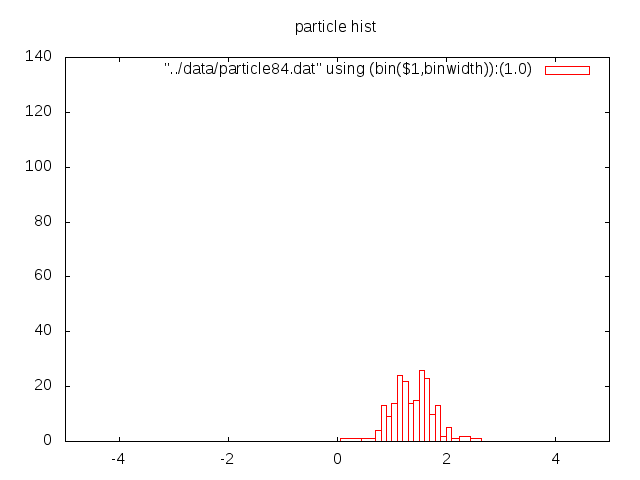 particle hist
140
"../data/particle84.dat" using (bin($1,binwidth)):(1.0)
120
100
80
60
40
20
0
-4 -2 0 2 4